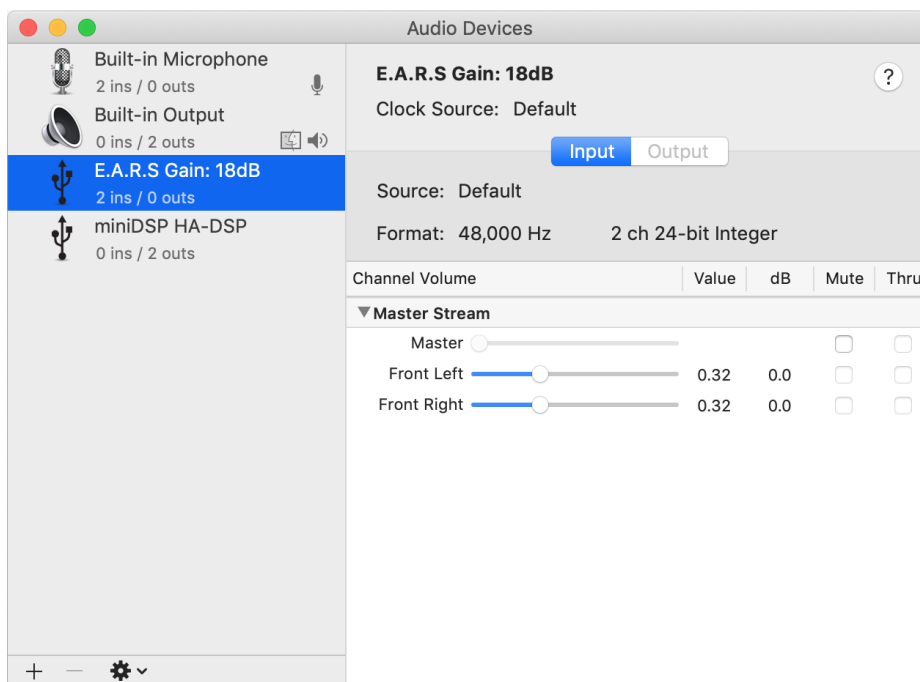 Audio Devices
Built-in Microphone
2 ins / 0 outs
Built-in Output
0 ins / 2 outs
E.A.R.S Gain: 18dB
2 ins / 0 outs
miniDSP HA-DSP
0 ins / 2 outs
E.A.R.S Gain: 18dB
?
Clock Source: Default
Input Output
Source: Default
Format: 48,000 Hz 2 ch 24-bit Integer
Channel Volume Value dB Mute Thru
Master Stream
Master
Front Left 0.32 0.0
Front Right 0.32 0.0